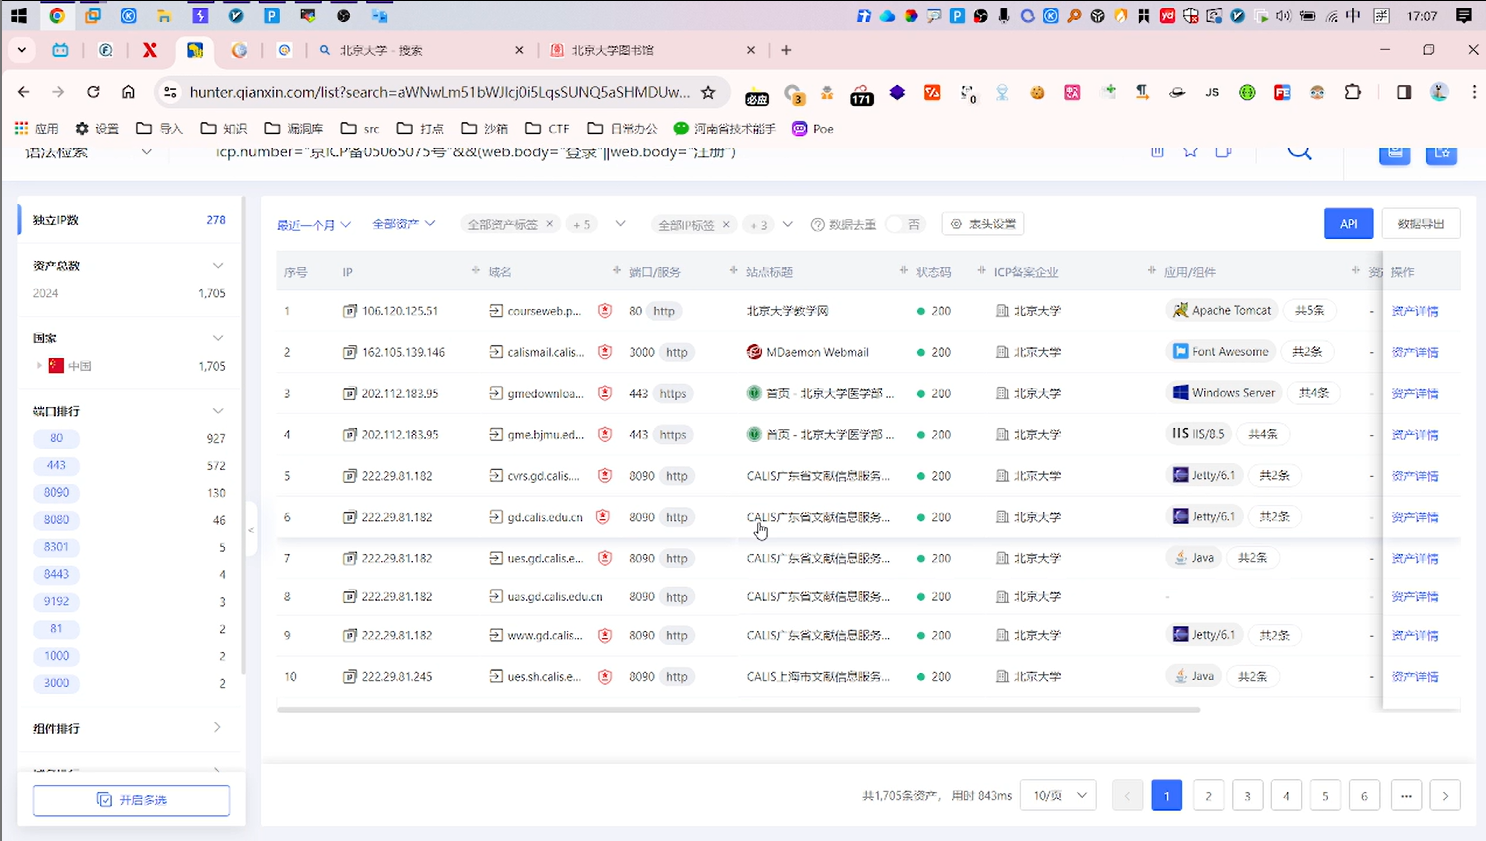 17:07
北京大学 - 搜索
北京大学图书馆
hunter.qianxin.com/list?search=aWNwLm51bWJlcj0i5LqsSUNQ5aSHMDUw...
必应
3
171
0
JS
应用
设置
导入
知识
漏洞库
src
打点
沙箱
CTF
日常办公
河南省技术能手
Poe
语法检索
icp.number="京ICP备05065075号"&&(web.body="登录"||web.body="注册")
独立IP数 278
资产总数
2024 1,705
国家
中国 1,705
端口排行
80 927
443 572
8090 130
8080 46
8301 5
8443 4
9192 3
81 2
1000 2
3000 2
组件排行
开启多选
最近一个月 全部资产 全部资产标签 × + 5 全部IP标签 × + 3 数据去重 否 表头设置 API 数据导出
序号 IP 域名 端口/服务 站点标题 状态码 ICP备案企业 应用/组件 操作
1 106.120.125.51 courseweb.p... 80 http 北京大学教学网 200 北京大学 Apache Tomcat 共5条 - 资产详情
2 162.105.139.146 calismail.calis... 3000 http MDaemon Webmail 200 北京大学 Font Awesome 共2条 - 资产详情
3 202.112.183.95 gmedownloa... 443 https 首页 - 北京大学医学部 ... 200 北京大学 Windows Server 共4条 - 资产详情
4 202.112.183.95 gme.bjmu.ed... 443 https 首页 - 北京大学医学部 ... 200 北京大学 IIS IIS/8.5 共4条 - 资产详情
5 222.29.81.182 cvrs.gd.calis.... 8090 http CALIS广东省文献信息服务... 200 北京大学 Jetty/6.1 共2条 - 资产详情
6 222.29.81.182 gd.calis.edu.cn 8090 http CALIS广东省文献信息服务... 200 北京大学 Jetty/6.1 共2条 - 资产详情
7 222.29.81.182 ues.gd.calis.e... 8090 http CALIS广东省文献信息服务... 200 北京大学 Java 共2条 - 资产详情
8 222.29.81.182 uas.gd.calis.edu.cn 8090 http CALIS广东省文献信息服务... 200 北京大学 - - 资产详情
9 222.29.81.182 www.gd.calis... 8090 http CALIS广东省文献信息服务... 200 北京大学 Jetty/6.1 共2条 - 资产详情
10 222.29.81.245 ues.sh.calis.e... 8090 http CALIS上海市文献信息服务... 200 北京大学 Java 共2条 - 资产详情
共1,705条资产， 用时 843ms 10/页 < 1 2 3 4 5 6 ... >